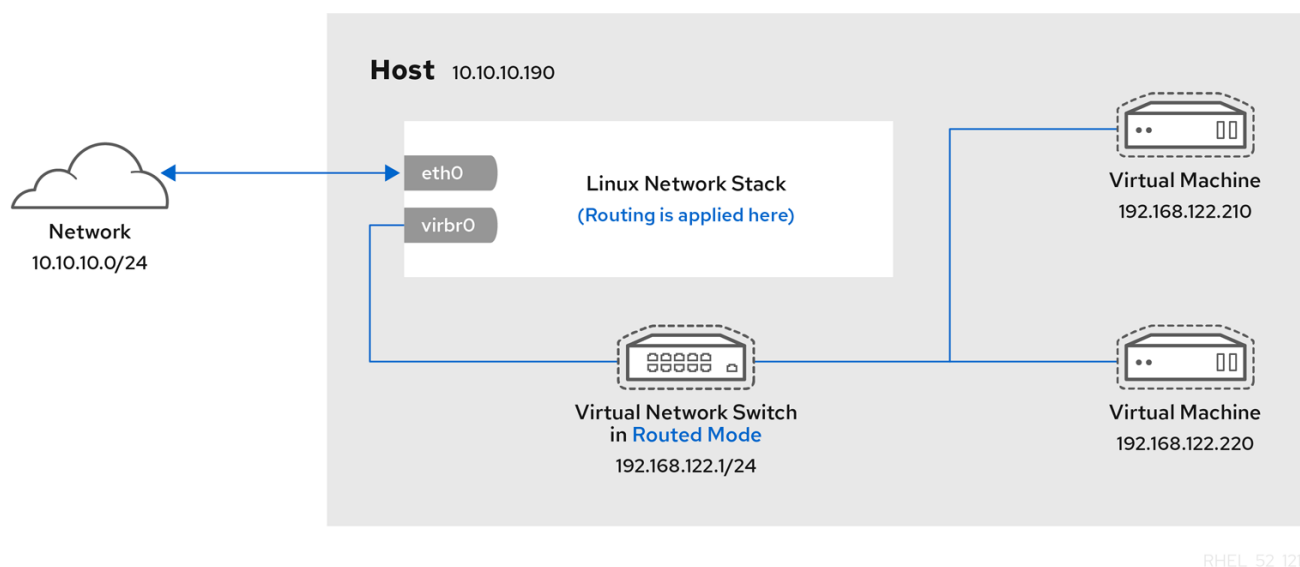 Host 10.10.10.190
eth0
Linux Network Stack
(Routing is applied here)
virbr0
Network
10.10.10.0/24
Virtual Machine
192.168.122.210
Virtual Network Switch
in Routed Mode
192.168.122.1/24
Virtual Machine
192.168.122.220
RHEL_52_121